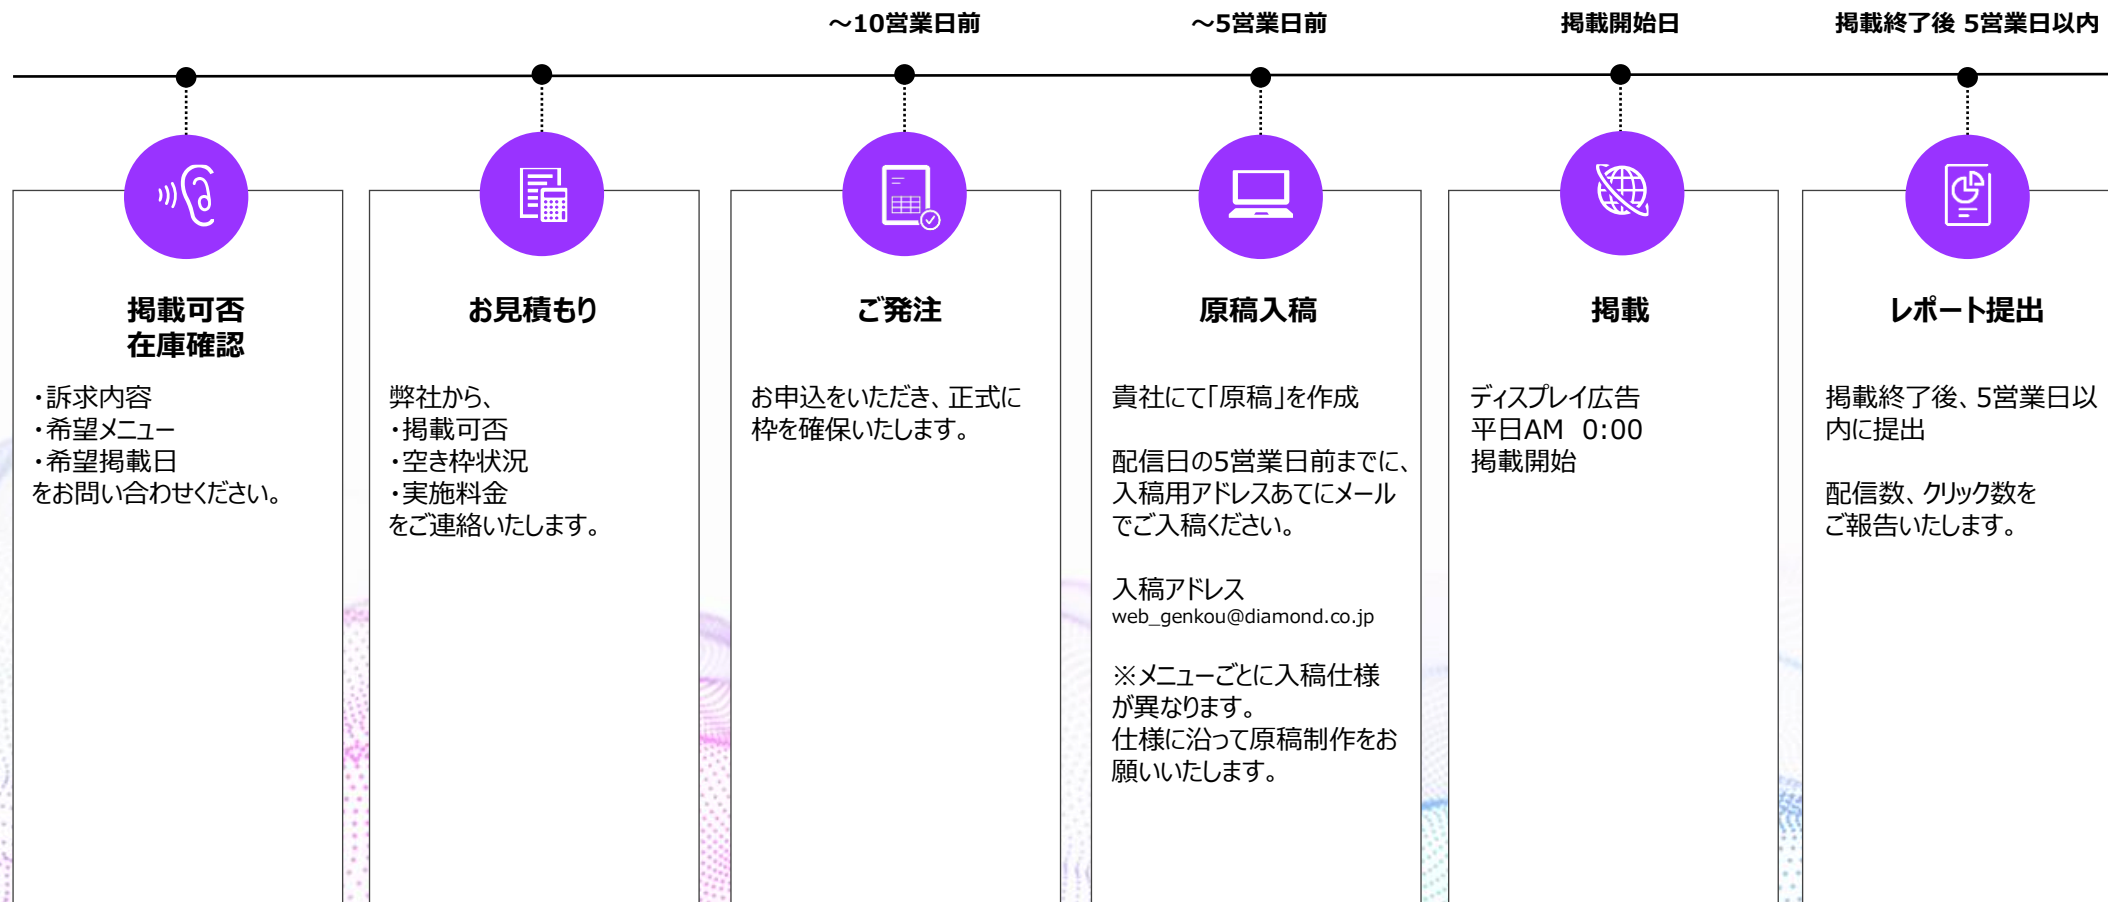 ～10営業日前
～5営業日前
掲載開始日
掲載終了後 5営業日以内
掲載可否
在庫確認
・訴求内容
・希望メニュー
・希望掲載日
をお問い合わせください。
お見積もり
弊社から、
・掲載可否
・空き枠状況
・実施料金
をご連絡いたします。
ご発注
お申込をいただき、正式に
枠を確保いたします。
原稿入稿
貴社にて「原稿」を作成
配信日の5営業日前までに、
入稿用アドレスあてにメール
でご入稿ください。
入稿アドレス
web_genkou@diamond.co.jp
※メニューごとに入稿仕様
が異なります。
仕様に沿って原稿制作をお
願いいたします。
掲載
ディスプレイ広告
平日AM　0:00
掲載開始
レポート提出
掲載終了後、5営業日以
内に提出
配信数、クリック数を
ご報告いたします。